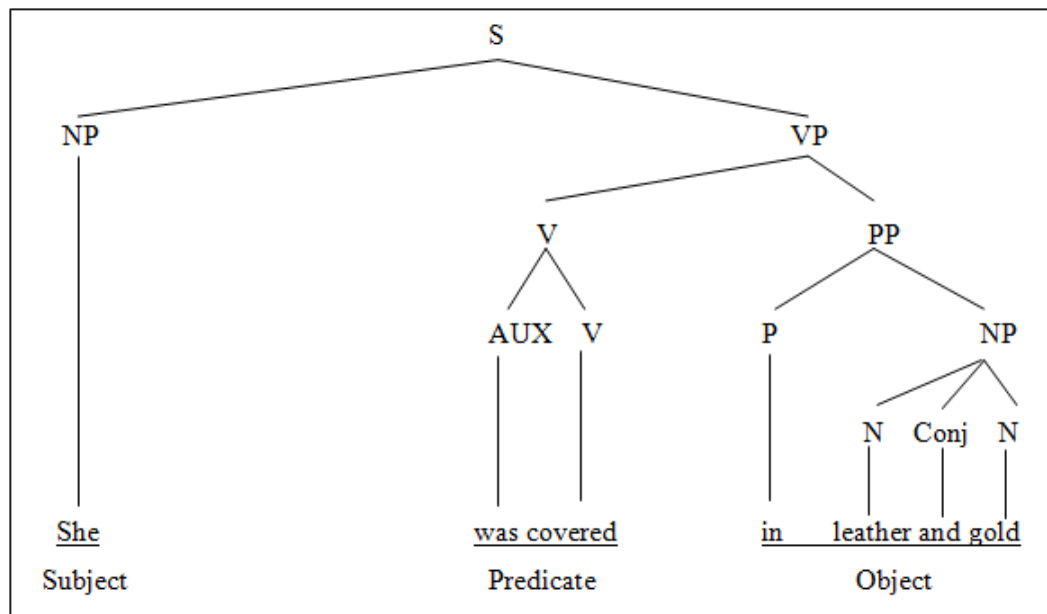 S
NP VP
V PP
AUX V P NP
N Conj N
She was covered in leather and gold
Subject Predicate Object